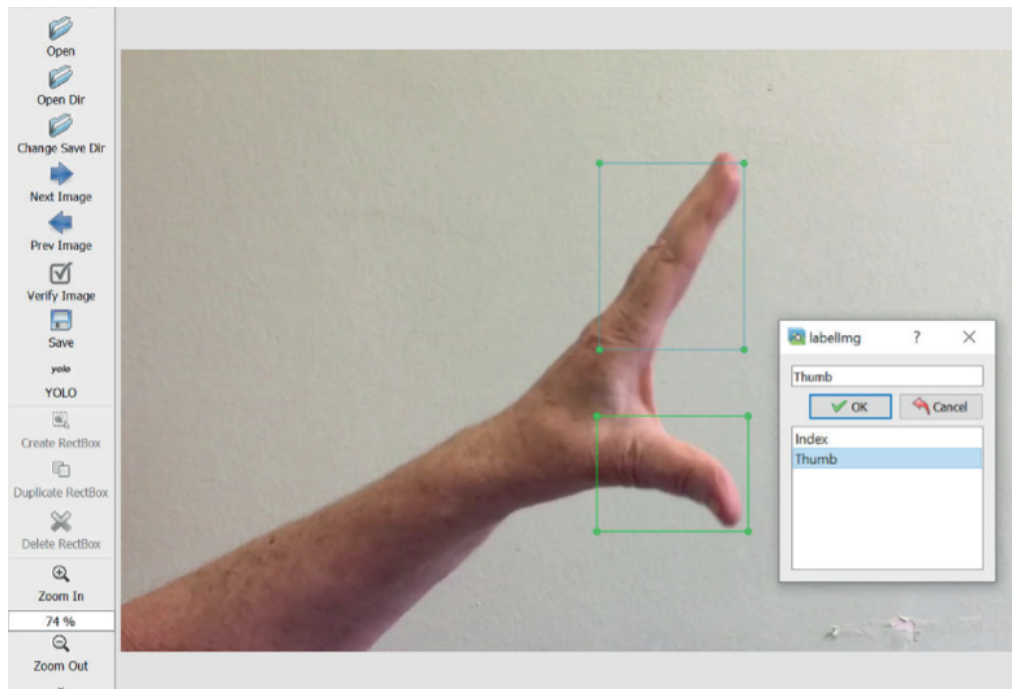 Open
Open Dir
Change Save Dir
Next Image
Prev Image
Verify Image
Save
yolo
YOLO
Create RectBox
Duplicate RectBox
Delete RectBox
Zoom In
74 %
Zoom Out
labelImg
?
Thumb
OK
Cancel
Index
Thumb